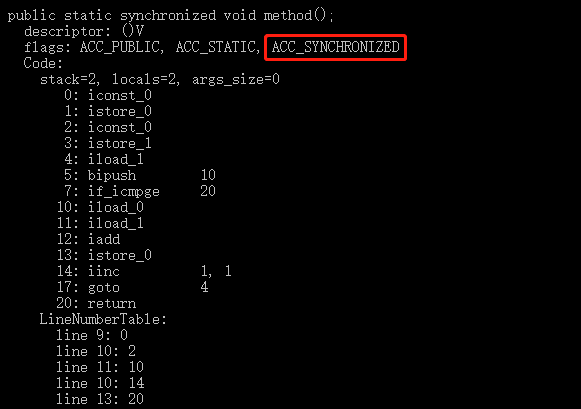 public static synchronized void method();
descriptor: ()V
flags: ACC_PUBLIC, ACC_STATIC, ACC_SYNCHRONIZED
Code:
stack=2, locals=2, args_size=0
0: iconst_0
1: istore_0
2: iconst_0
3: istore_1
4: iload_1
5: bipush 10
7: if_icmpge 20
10: iload_0
11: iload_1
12: iadd
13: istore_0
14: iinc 1, 1
17: goto 4
20: return
LineNumberTable:
line 9: 0
line 10: 2
line 11: 10
line 10: 14
line 13: 20